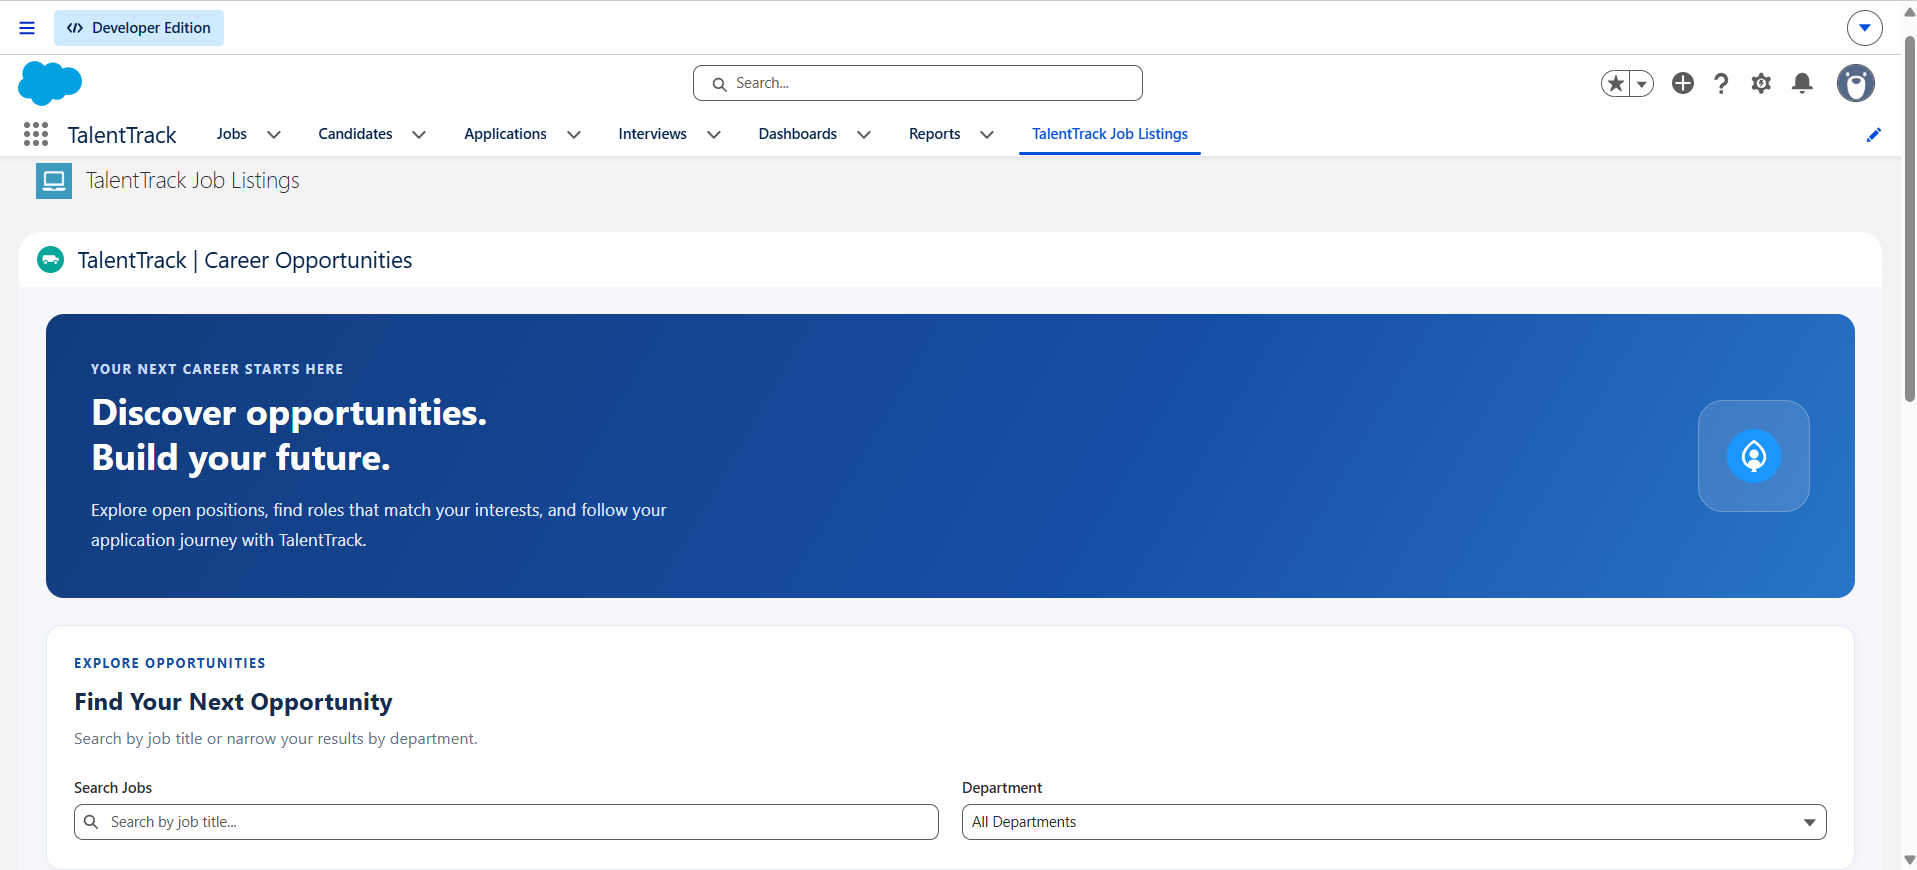 Developer Edition
Search...
TalentTrack
Jobs
Candidates
Applications
Interviews
Dashboards
Reports
TalentTrack Job Listings
TalentTrack Job Listings
TalentTrack | Career Opportunities
YOUR NEXT CAREER STARTS HERE
Discover opportunities.
Build your future.
Explore open positions, find roles that match your interests, and follow your
application journey with TalentTrack.
EXPLORE OPPORTUNITIES
Find Your Next Opportunity
Search by job title or narrow your results by department.
Search Jobs
Department
Search by job title...
All Departments